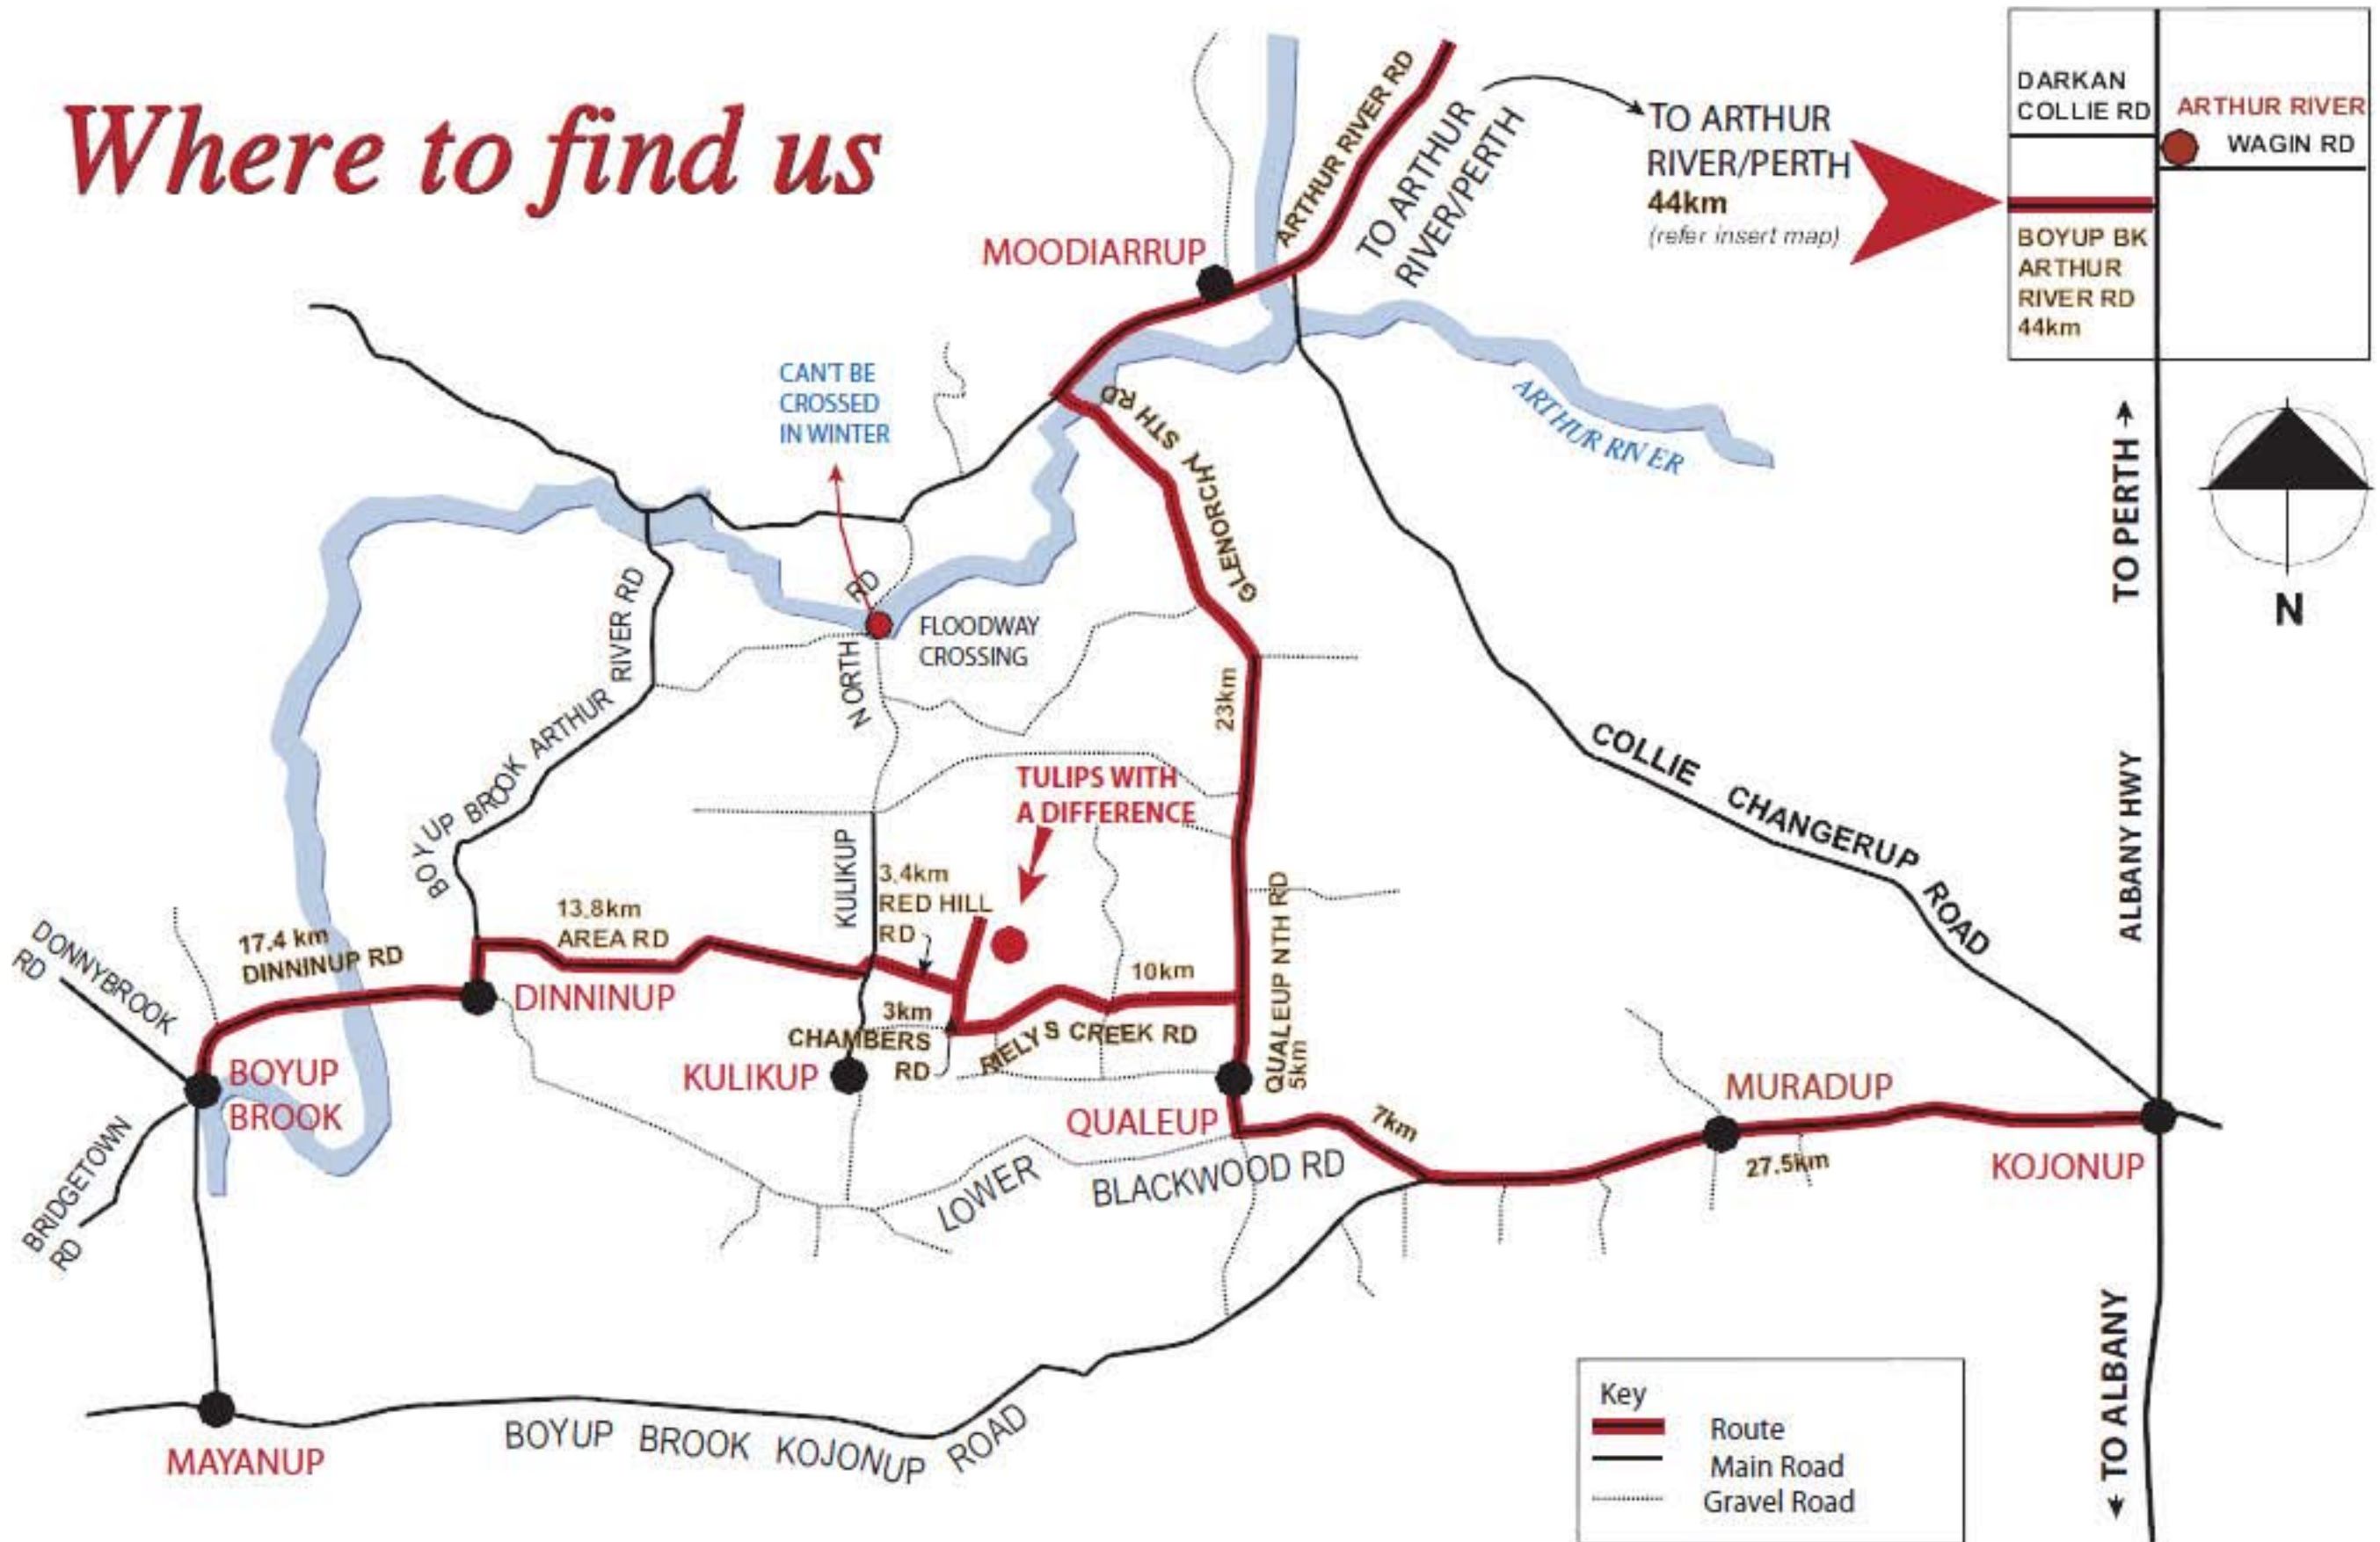 Where to find us
DARKAN
COLLIE RD
ARTHUR RIVER
WAGIN RD
BOYUP BK
ARTHUR
RIVER RD
44km
TO ARTHUR
RIVER/PERTH
44km
(refer insert map)
ARTHUR RIVER RD
TO ARTHUR
RIVER/PERTH
MOODIARRUP
CAN'T BE
CROSSED
IN WINTER
GLENORCHY STH RD
ARTHUR RIVER
TO PERTH
N
NORTH RD
FLOODWAY
CROSSING
BOYUP BROOK ARTHUR RIVER RD
23km
TULIPS WITH
A DIFFERENCE
COLLIE CHANGERUP ROAD
ALBANY HWY
KULIKUP
3.4km
RED HILL
RD
13.8km
AREA RD
17.4 km
DINNINUP RD
DONNYBROOK
RD
DINNINUP
10km
3km
CHAMBERS
RD
RIELY S CREEK RD
QUALEUP NTH RD
5km
BOYUP
BROOK
KULIKUP
QUALEUP
7km
MURADUP
27.5km
KOJONUP
BRIDGETOWN
RD
LOWER BLACKWOOD RD
TO ALBANY
MAYANUP
BOYUP BROOK KOJONUP ROAD
Key
Route
Main Road
Gravel Road